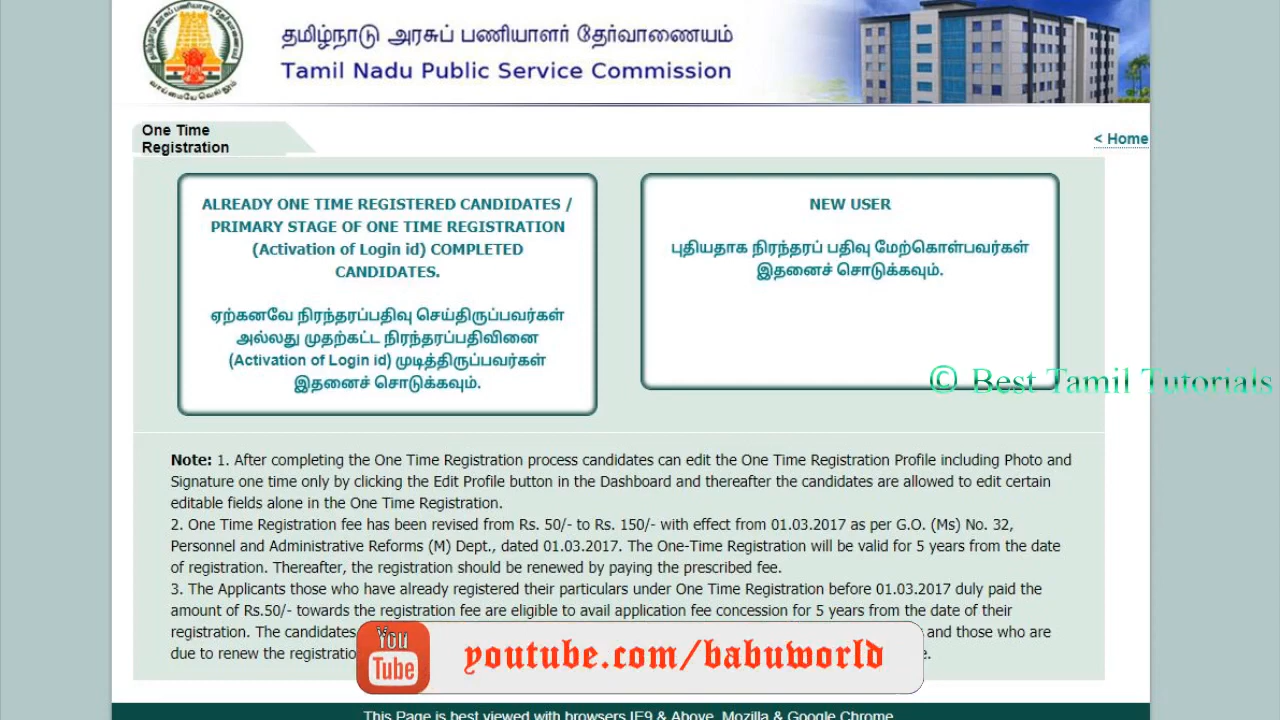 தமிழ்நாடு அரசுப் பணியாளர் தேர்வாணையம்
Tamil Nadu Public Service Commission
One Time
Registration
< Home
ALREADY ONE TIME REGISTERED CANDIDATES /
PRIMARY STAGE OF ONE TIME REGISTRATION
(Activation of Login id) COMPLETED
CANDIDATES.
ஏற்கனவே நிரந்தரப்பதிவு செய்திருப்பவர்கள்
அல்லது முதற்கட்ட நிரந்தரப்பதிவினை
(Activation of Login id) முடித்திருப்பவர்கள்
இதனைச் சொடுக்கவும்.
NEW USER
புதியதாக நிரந்தரப் பதிவு மேற்கொள்பவர்கள்
இதனைச் சொடுக்கவும்.
© Best Tamil Tutorials
Note: 1. After completing the One Time Registration process candidates can edit the One Time Registration Profile including Photo and
Signature one time only by clicking the Edit Profile button in the Dashboard and thereafter the candidates are allowed to edit certain
editable fields alone in the One Time Registration.
2. One Time Registration fee has been revised from Rs. 50/- to Rs. 150/- with effect from 01.03.2017 as per G.O. (Ms) No. 32,
Personnel and Administrative Reforms (M) Dept., dated 01.03.2017. The One-Time Registration will be valid for 5 years from the date
of registration. Thereafter, the registration should be renewed by paying the prescribed fee.
3. The Applicants those who have already registered their particulars under One Time Registration before 01.03.2017 duly paid the
amount of Rs.50/- towards the registration fee are eligible to avail application fee concession for 5 years from the date of their
registration. The candidates and those who are
due to renew the
You
Tube
youtube.com/babuworld
This Page is best viewed with browsers IE9 & Above, Mozilla & Google Chrome